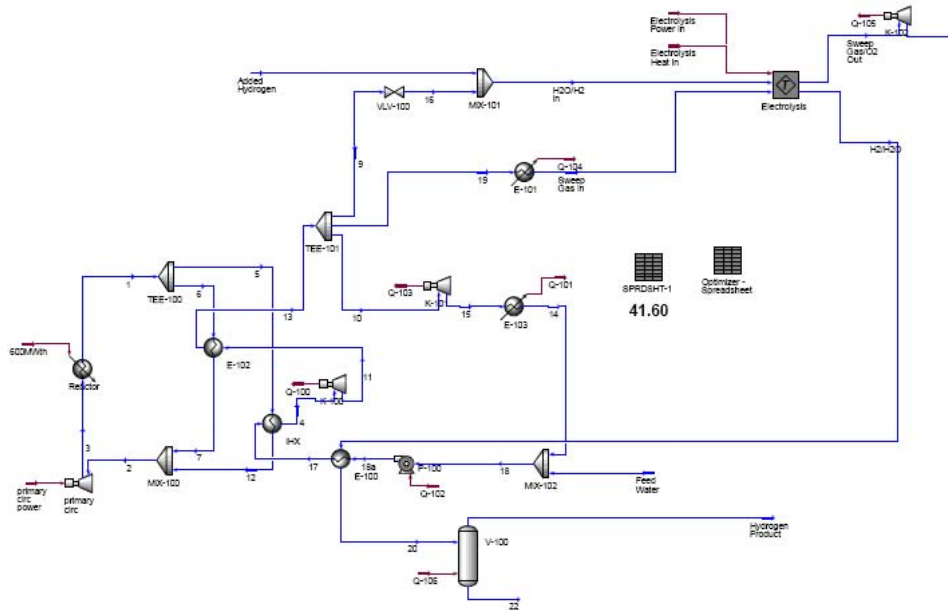 Electrolysis
Power In
Electrolysis
Heat In
Q-105
K-102
Sweep
Gas/O2
Out
Added
Hydrogen
VLV-100
16
MIX-101
H2O/H2
In
Electrolysis
H2/H2O
9
19
E-101
Q-104
Sweep
Gas In
TEE-101
SPRDSHT-1
41.60
Optimizer -
Spreadsheet
1
TEE-100
5
6
13
10
Q-103
K-101
15
E-103
Q-101
14
600MWth
Reactor
E-102
11
Q-100
K-100
4
IHX
3
2
MIX-100
7
12
17
E-100
18a
P-100
18
MIX-102
Feed
Water
Q-102
primary
circ
power
primary
circ
20
V-100
Hydrogen
Product
Q-106
22